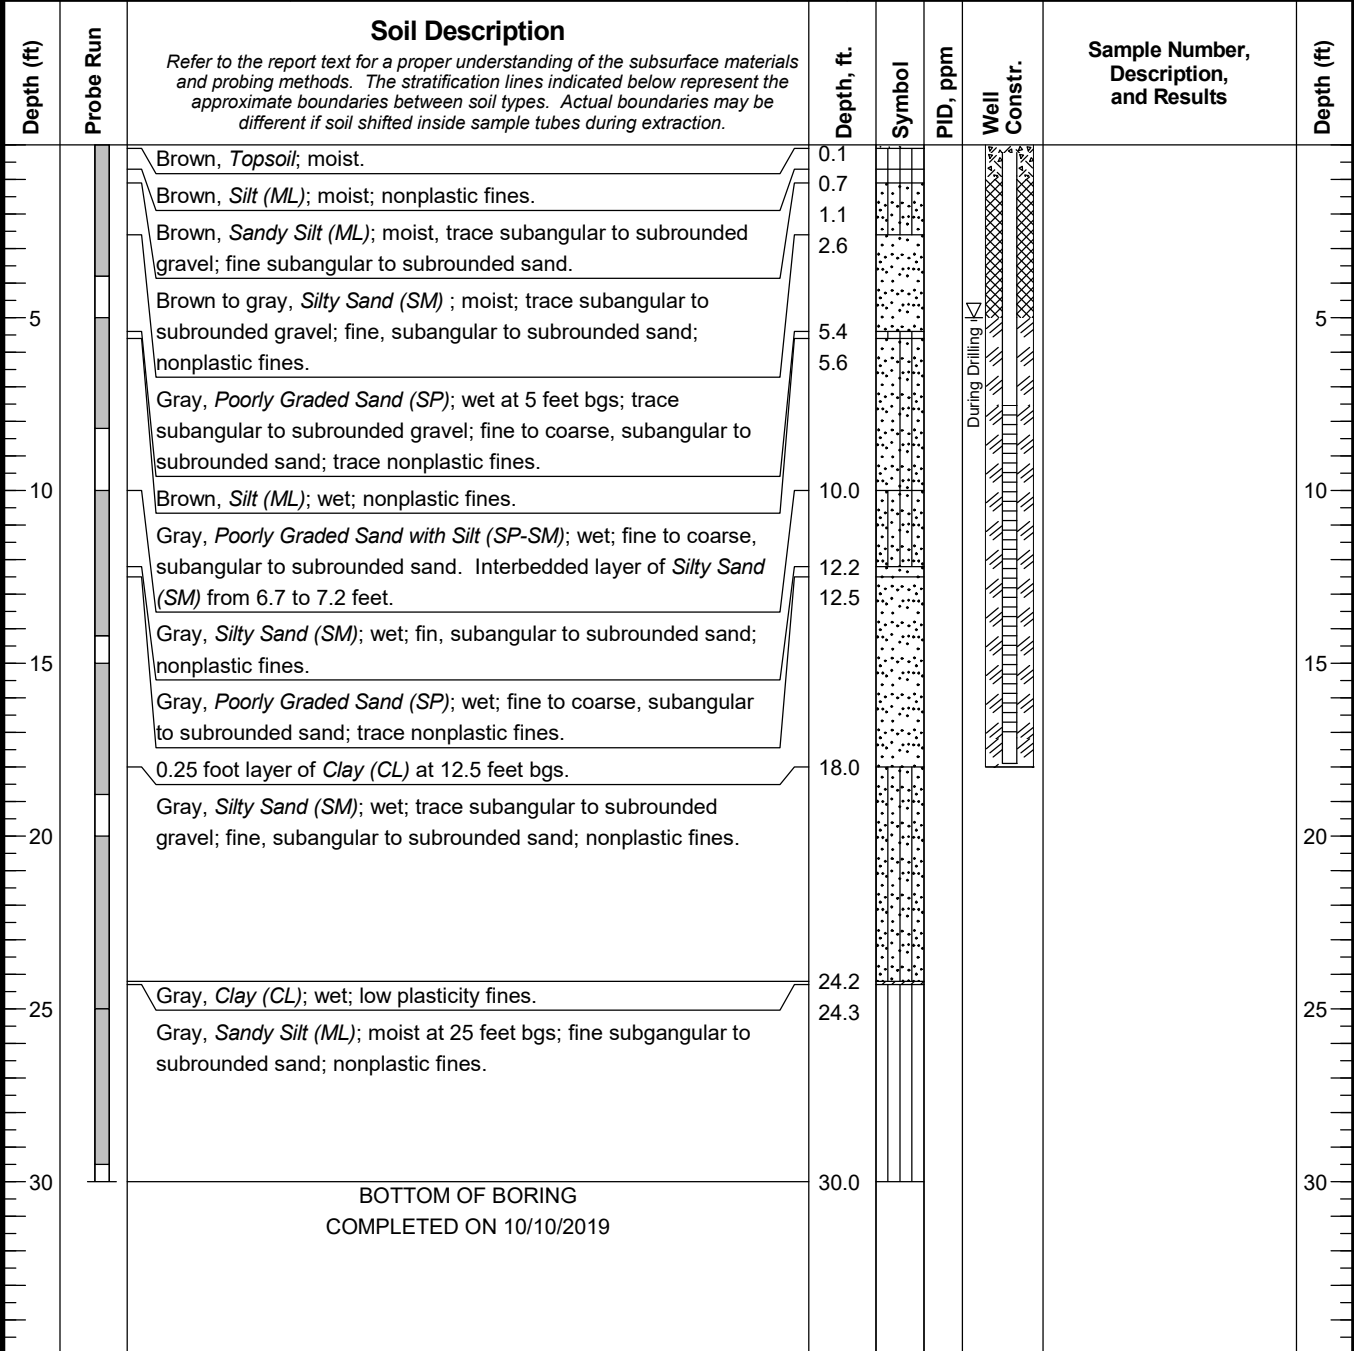 Depth (ft)
Probe Run
Soil Description
Refer to the report text for a proper understanding of the subsurface materials
and probing methods. The stratification lines indicated below represent the
approximate boundaries between soil types. Actual boundaries may be
different if soil shifted inside sample tubes during extraction.
Depth, ft.
Symbol
PID, ppm
Well
Constr.
Sample Number,
Description,
and Results
Depth (ft)
Brown, Topsoil; moist.
0.1
Brown, Silt (ML); moist; nonplastic fines.
0.7
Brown, Sandy Silt (ML); moist, trace subangular to subrounded
gravel; fine subangular to subrounded sand.
1.1
2.6
Brown to gray, Silty Sand (SM) ; moist; trace subangular to
subrounded gravel; fine, subangular to subrounded sand;
nonplastic fines.
5
5.4
5.6
During Drilling
5
Gray, Poorly Graded Sand (SP); wet at 5 feet bgs; trace
subangular to subrounded gravel; fine to coarse, subangular to
subrounded sand; trace nonplastic fines.
10
Brown, Silt (ML); wet; nonplastic fines.
10.0
10
Gray, Poorly Graded Sand with Silt (SP-SM); wet; fine to coarse,
subangular to subrounded sand. Interbedded layer of Silty Sand
(SM) from 6.7 to 7.2 feet.
12.2
12.5
Gray, Silty Sand (SM); wet; fin, subangular to subrounded sand;
nonplastic fines.
15
15
Gray, Poorly Graded Sand (SP); wet; fine to coarse, subangular
to subrounded sand; trace nonplastic fines.
0.25 foot layer of Clay (CL) at 12.5 feet bgs.
18.0
Gray, Silty Sand (SM); wet; trace subangular to subrounded
gravel; fine, subangular to subrounded sand; nonplastic fines.
20
20
24.2
Gray, Clay (CL); wet; low plasticity fines.
24.3
25
25
Gray, Sandy Silt (ML); moist at 25 feet bgs; fine subgangular to
subrounded sand; nonplastic fines.
30
30.0
30
BOTTOM OF BORING
COMPLETED ON 10/10/2019